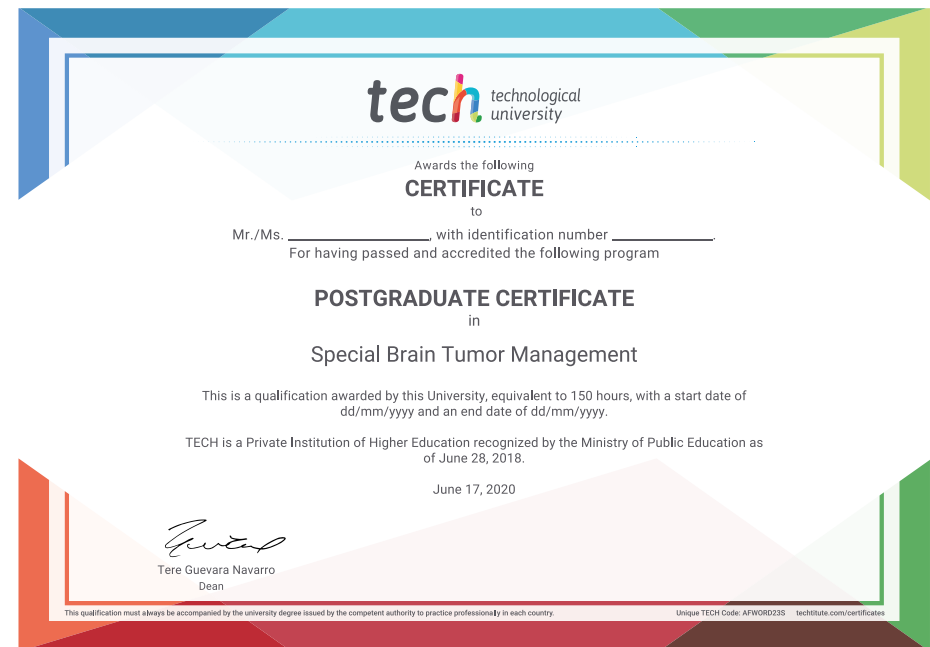 tech technological
university
Awards the following
CERTIFICATE
to
Mr./Ms. __________________, with identification number _____________.
For having passed and accredited the following program
POSTGRADUATE CERTIFICATE
in
Special Brain Tumor Management
This is a qualification awarded by this University, equivalent to 150 hours, with a start date of
dd/mm/yyyy and an end date of dd/mm/yyyy.
TECH is a Private Institution of Higher Education recognized by the Ministry of Public Education as
of June 28, 2018.
June 17, 2020
Tere Guevara Navarro
Dean
This qualification must always be accompanied by the university degree issued by the competent authority to practice professionally in each country.
Unique TECH Code: AFWORD23S techtitute.com/certificates